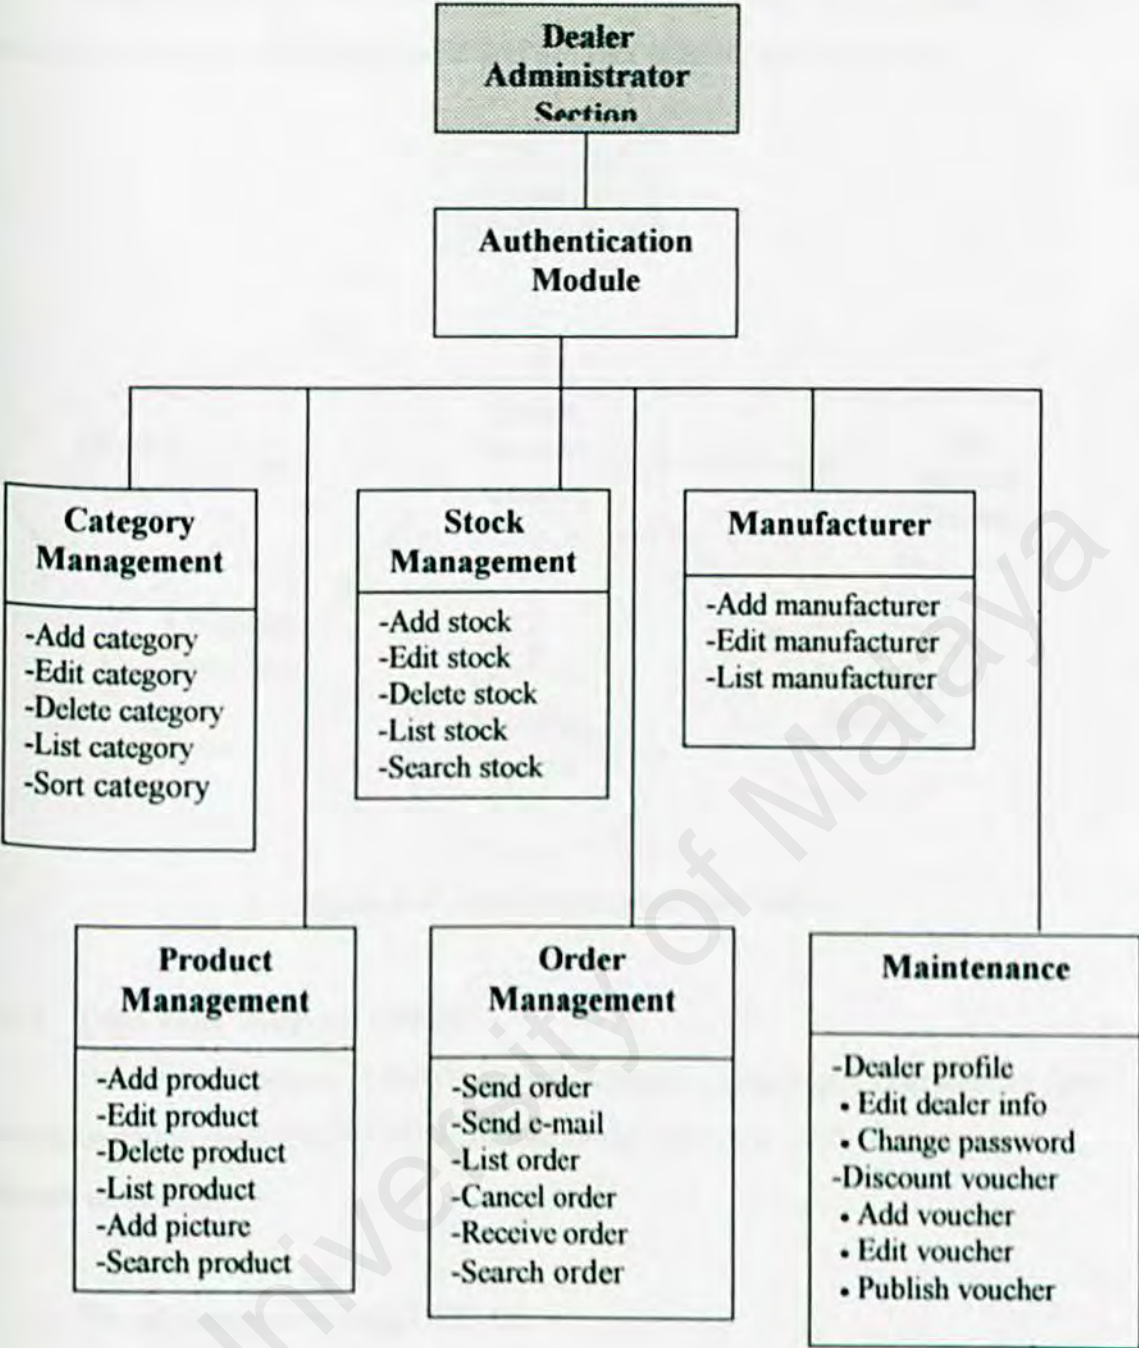 Dealer
Administrator
Section
Authentication
Module
Category
Management
-Add category
-Edit category
-Delete category
-List category
-Sort category
Stock
Management
-Add stock
-Edit stock
-Delete stock
-List stock
-Search stock
Manufacturer
-Add manufacturer
-Edit manufacturer
-List manufacturer
Product
Management
-Add product
-Edit product
-Delete product
-List product
-Add picture
-Search product
Order
Management
-Send order
-Send e-mail
-List order
-Cancel order
-Receive order
-Search order
Maintenance
-Dealer profile
• Edit dealer info
• Change password
-Discount voucher
• Add voucher
• Edit voucher
• Publish voucher
University of Malaya